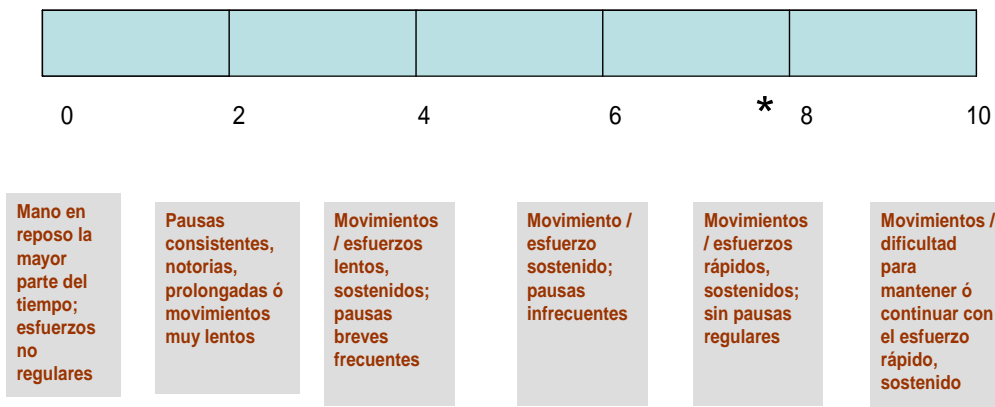 0 2 4 6 * 8 10
Mano en
reposo la
mayor
parte del
tiempo;
esfuerzos
no
regulares
Pausas
consistentes,
notorias,
prolongadas ó
movimientos
muy lentos
Movimientos
/ esfuerzos
lentos,
sostenidos;
pausas
breves
frecuentes
Movimiento /
esfuerzo
sostenido;
pausas
infrecuentes
Movimientos
/ esfuerzos
rápidos,
sostenidos;
sin pausas
regulares
Movimientos /
dificultad
para
mantener ó
continuar con
el esfuerzo
rápido,
sostenido